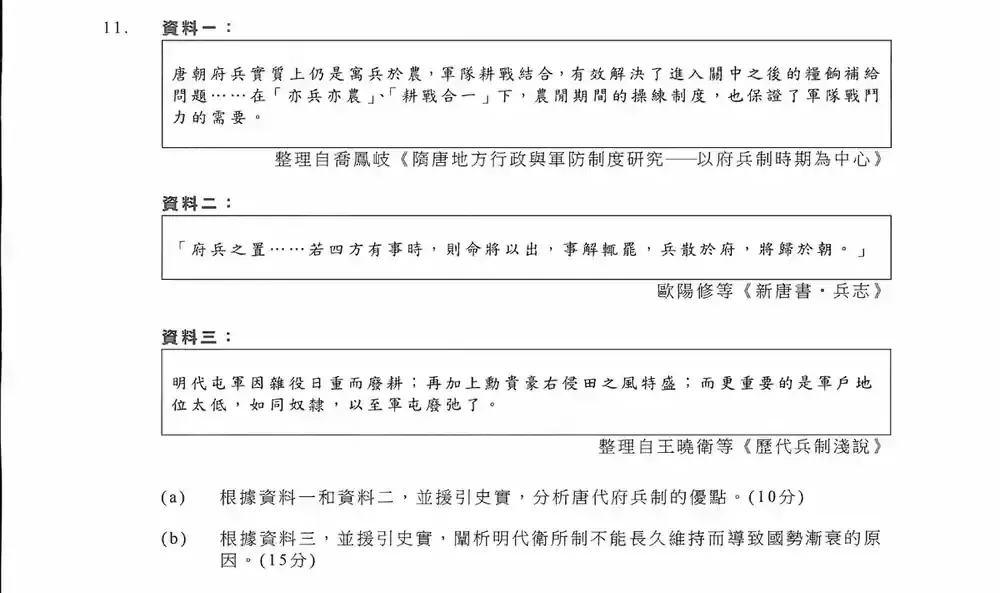 11. 資料一：
唐朝府兵實質上仍是寓兵於農，軍隊耕戰結合，有效解決了進入關中之後的糧餉補給
問題……在「亦兵亦農」、「耕戰合一」下，農閒期間的操練制度，也保證了軍隊戰鬥
力的需要。
整理自喬鳳岐《隋唐地方行政與軍防制度研究——以府兵制時期為中心》
資料二：
「府兵之置……若四方有事時，則命將以出，事解輒罷，兵散於府，將歸於朝。」
歐陽修等《新唐書·兵志》
資料三：
明代屯軍因雜役日重而廢耕；再加上勳貴豪右侵田之風特盛；而更重要的是軍戶地
位太低，如同奴隸，以至軍屯廢弛了。
整理自王曉衛等《歷代兵制淺說》
(a) 根據資料一和資料二，並援引史實，分析唐代府兵制的優點。(10分)
(b) 根據資料三，並援引史實，闡析明代衛所制不能長久維持而導致國勢漸衰的原
因。(15分)